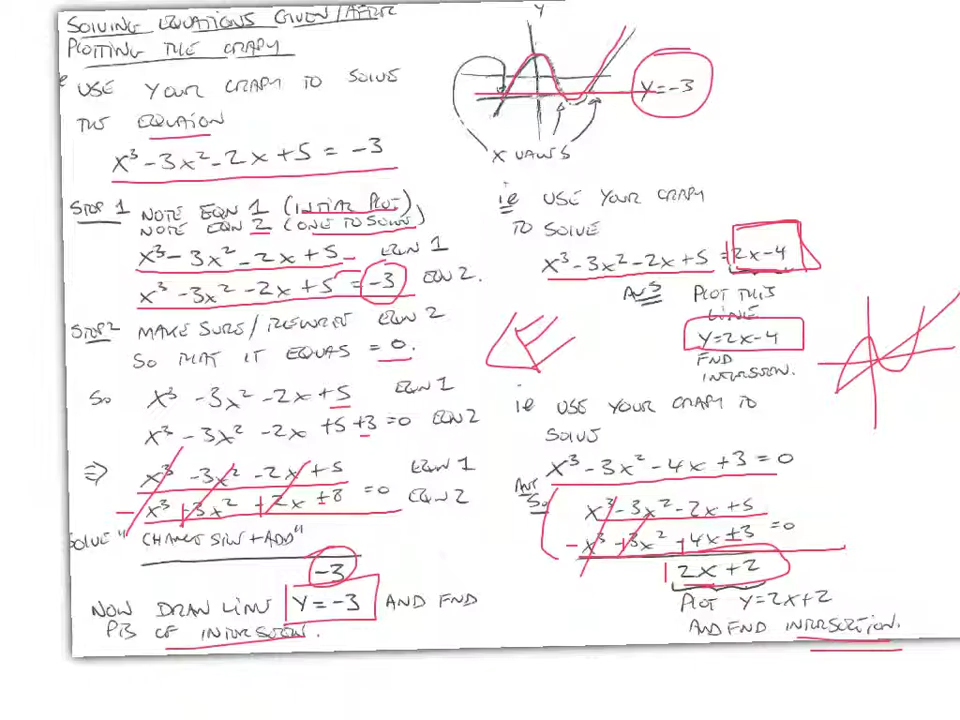 SOLVING EQUATIONS GIVEN/AFTER
PLOTTING THE GRAPH
ie USE YOUR GRAPH TO SOLVE
THE EQUATION
x³-3x²-2x+5 = -3
STEP 1 NOTE EQN 1 (INITIAL PLOT)
NOTE EQN 2 (ONE TO SOLVE)
x³-3x²-2x+5 EQN 1
x³-3x²-2x+5 = -3 EQN 2.
STEP2 MAKE SURE/REWRITE EQN 2
SO THAT IT EQUAS = 0.
So x³-3x²-2x+5 EQN 1
x³-3x²-2x +5+3=0 EQN 2
⇒ x³-3x²-2x+5 EQN 1
- x³ 3x² 2x ±8 =0 EQN 2
SOLVE "CHANGE SIGN + ADD"
-3
NOW DRAW LINE Y=-3 AND FND
PTS OF INTERSECTION.
Y
Y=-3
X VALUES
ie USE YOUR GRAPH
TO SOLVE
x³-3x²-2x+5 = 2x-4
ANS PLOT THIS
LINE
Y=2x-4
FND
INTERSECTION.
ie USE YOUR GRAPH TO
SOLVE
x³-3x²-4x+3=0
ANS
So x³-3x²-2x+5
- x³ 3x² 4x ±3 =0
2x+2
PLOT Y=2x+2
AND FND INTERSECTION.